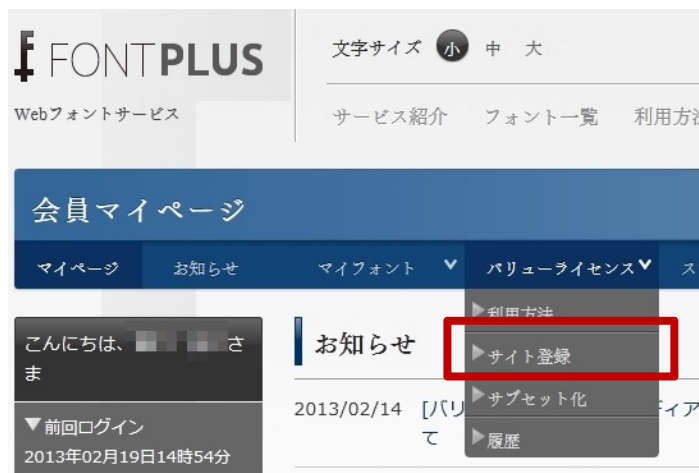 FONTPLUS
文字サイズ 小 中 大
Webフォントサービス
サービス紹介 フォント一覧 利用方法
会員マイページ
マイページ お知らせ マイフォント バリューライセンス ス
利用方法
サイト登録
サブセット化
履歴
こんにちは、 さ
ま
▼前回ログイン
2013年02月19日14時54分
お知らせ
2013/02/14 [バリ ディア
て